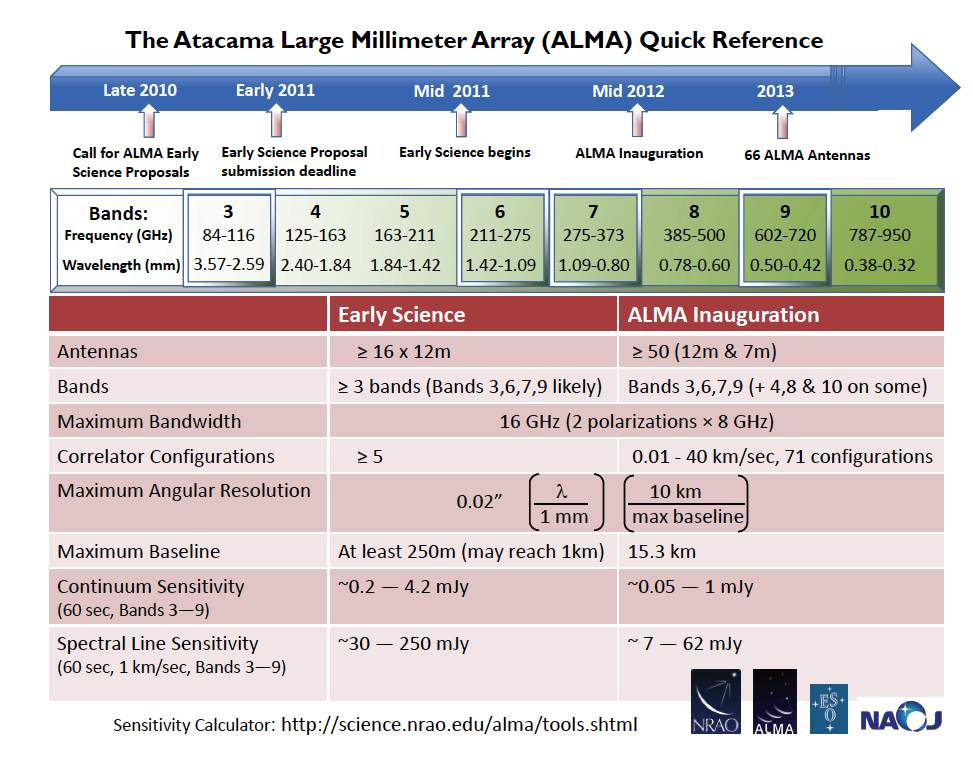 The Atacama Large Millimeter Array (ALMA) Quick Reference
Late 2010 Early 2011 Mid 2011 Mid 2012 2013
Call for ALMA Early
Science Proposals
Early Science Proposal
submission deadline
Early Science begins
ALMA Inauguration
66 ALMA Antennas
Bands: 3 4 5 6 7 8 9 10
Frequency (GHz) 84-116 125-163 163-211 211-275 275-373 385-500 602-720 787-950
Wavelength (mm) 3.57-2.59 2.40-1.84 1.84-1.42 1.42-1.09 1.09-0.80 0.78-0.60 0.50-0.42 0.38-0.32
Early Science ALMA Inauguration
Antennas ≥ 16 x 12m ≥ 50 (12m & 7m)
Bands ≥ 3 bands (Bands 3,6,7,9 likely) Bands 3,6,7,9 (+ 4,8 & 10 on some)
Maximum Bandwidth 16 GHz (2 polarizations × 8 GHz)
Correlator Configurations ≥ 5 0.01 - 40 km/sec, 71 configurations
Maximum Angular Resolution 0.02” (λ / 1 mm) (10 km / max baseline)
Maximum Baseline At least 250m (may reach 1km) 15.3 km
Continuum Sensitivity ~0.2 — 4.2 mJy ~0.05 — 1 mJy
(60 sec, Bands 3—9)
Spectral Line Sensitivity ~30 — 250 mJy ~ 7 — 62 mJy
(60 sec, 1 km/sec, Bands 3—9)
Sensitivity Calculator: http://science.nrao.edu/alma/tools.shtml
NRAO ALMA ESO NAOJ